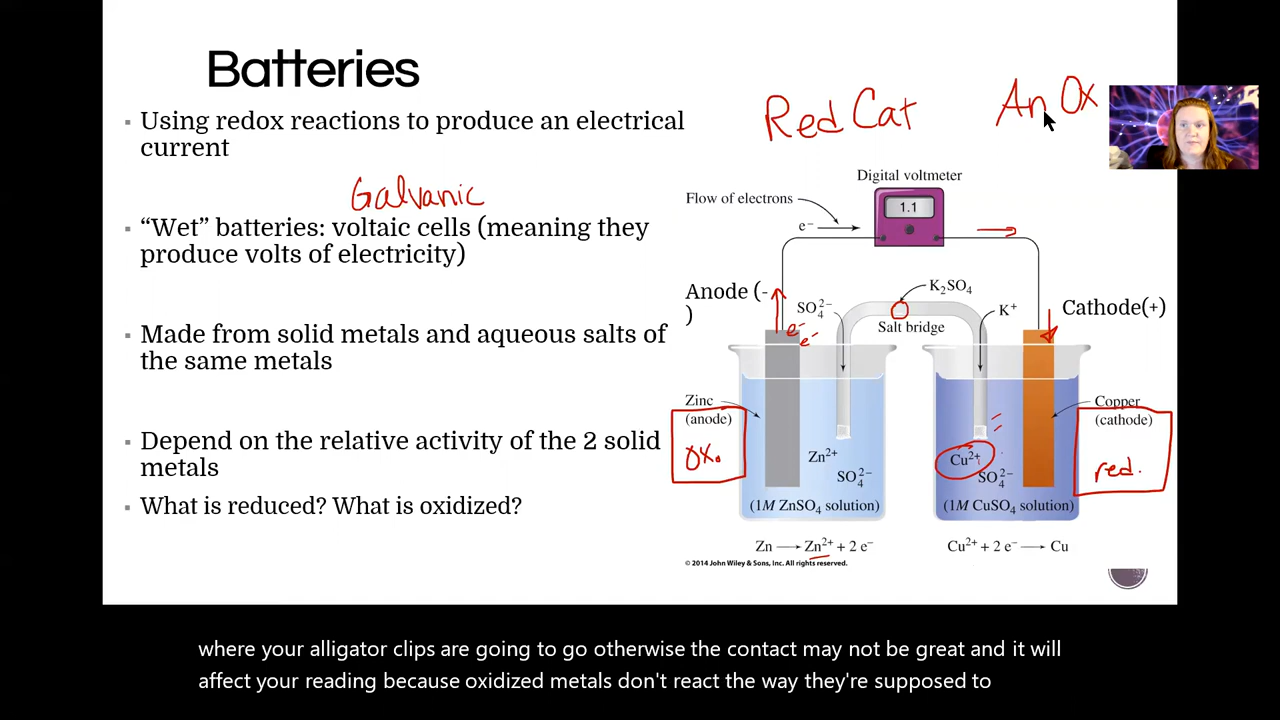 Batteries
Red Cat
An Ox
▪ Using redox reactions to produce an electrical
current
Galvanic
▪ “Wet” batteries: voltaic cells (meaning they
produce volts of electricity)
▪ Made from solid metals and aqueous salts of
the same metals
▪ Depend on the relative activity of the 2 solid
metals
▪ What is reduced? What is oxidized?
Digital voltmeter
1.1
Flow of electrons
e⁻
Anode (-
)
SO₄²⁻
K₂SO₄
Salt bridge
K⁺
Cathode(+)
e⁻
e⁻
Zinc
(anode)
ox.
Zn²⁺
SO₄²⁻
(1M ZnSO₄ solution)
Zn → Zn²⁺ + 2 e⁻
Copper
(cathode)
red.
Cu²⁺
SO₄²⁻
(1M CuSO₄ solution)
Cu²⁺ + 2 e⁻ → Cu
© 2014 John Wiley & Sons, Inc. All rights reserved.
where your alligator clips are going to go otherwise the contact may not be great and it will
affect your reading because oxidized metals don't react the way they're supposed to